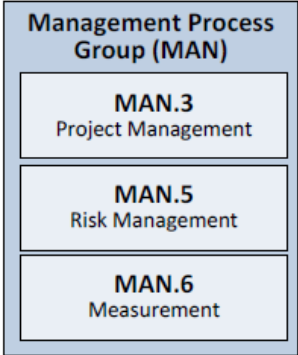 Management Process
Group (MAN)
MAN.3
Project Management
MAN.5
Risk Management
MAN.6
Measurement